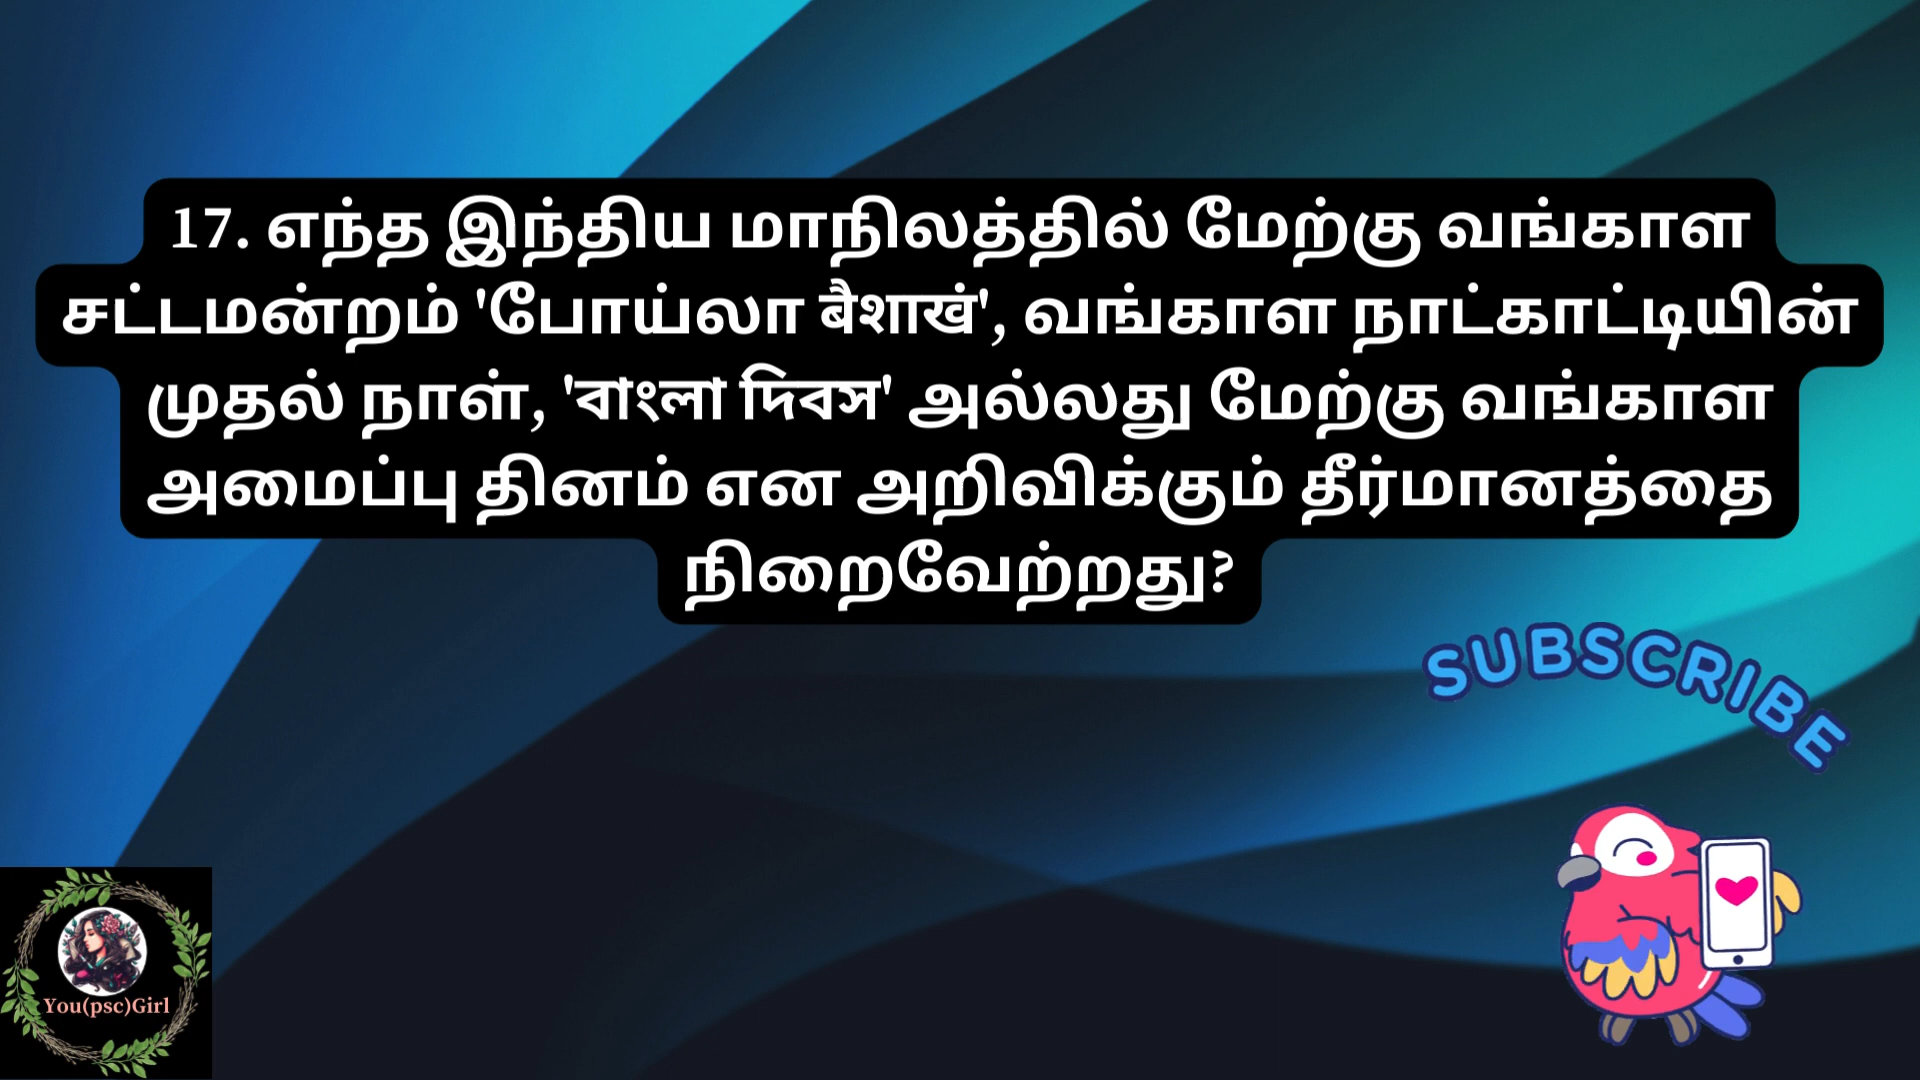 17. எந்த இந்திய மாநிலத்தில் மேற்கு வங்காள
சட்டமன்றம் 'போய்லா बैशाखं', வங்காள நாட்காட்டியின்
முதல் நாள், 'বাংলা दिবস' அல்லது மேற்கு வங்காள
அமைப்பு தினம் என அறிவிக்கும் தீர்மானத்தை
நிறைவேற்றது?
SUBSCRIBE
You(psc)Girl